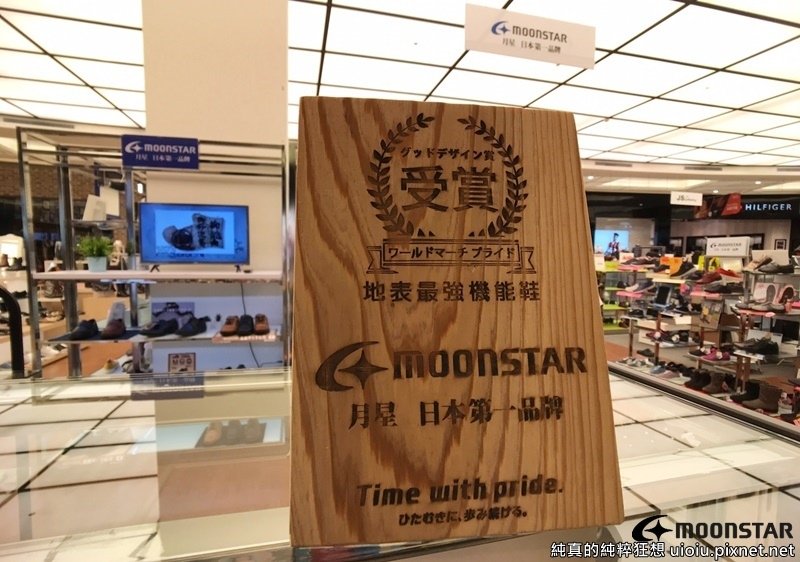 MOONSTAR
月星 日本第一品牌
MOONSTAR
月星 日本第一品牌
グッドデザイン賞
受賞
ワールドマーチ プライド
地表最強機能鞋
MOONSTAR
月星 日本第一品牌
Time with pride.
ひたむきに、歩み続ける。
HILFIGER
MOONSTAR
MOONSTAR
純真的純粹狂想 uioiu.pixnet.net